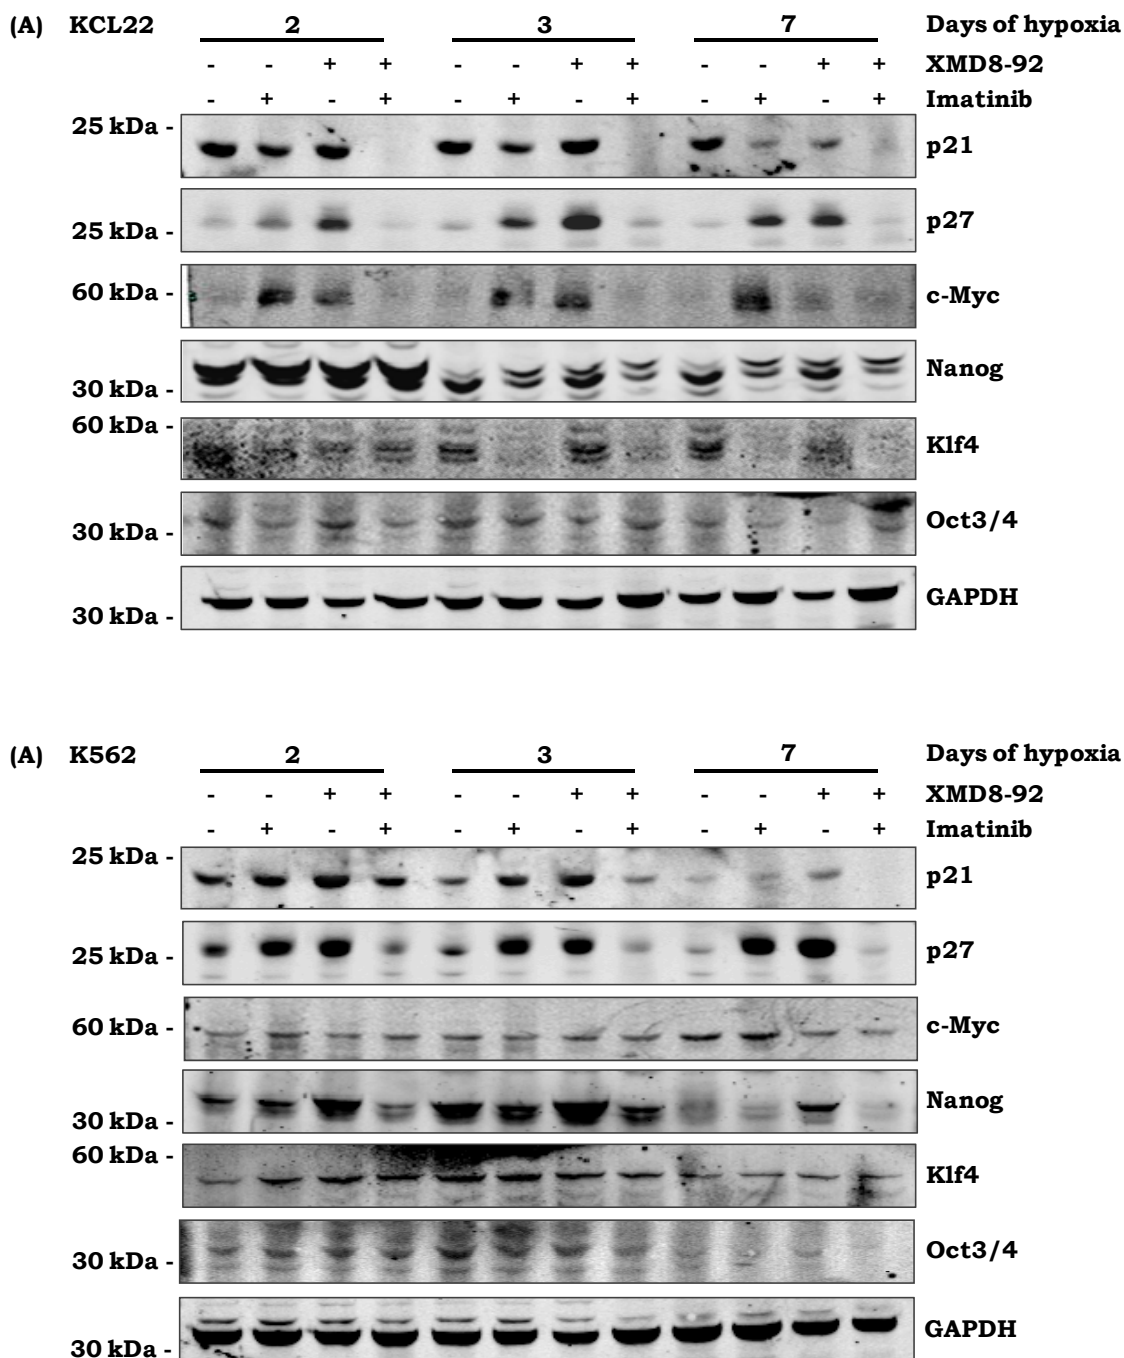 (A) KCL22 2 3 7 Days of hypoxia
- - + + - - + + - - + + XMD8-92
- + - + - + - + - + - + Imatinib
25 kDa - p21
25 kDa - p27
60 kDa - c-Myc
30 kDa - Nanog
60 kDa - Klf4
30 kDa - Oct3/4
30 kDa - GAPDH
(A) K562 2 3 7 Days of hypoxia
- - + + - - + + - - + + XMD8-92
- + - + - + - + - + - + Imatinib
25 kDa - p21
25 kDa - p27
60 kDa - c-Myc
30 kDa - Nanog
60 kDa - Klf4
30 kDa - Oct3/4
30 kDa - GAPDH